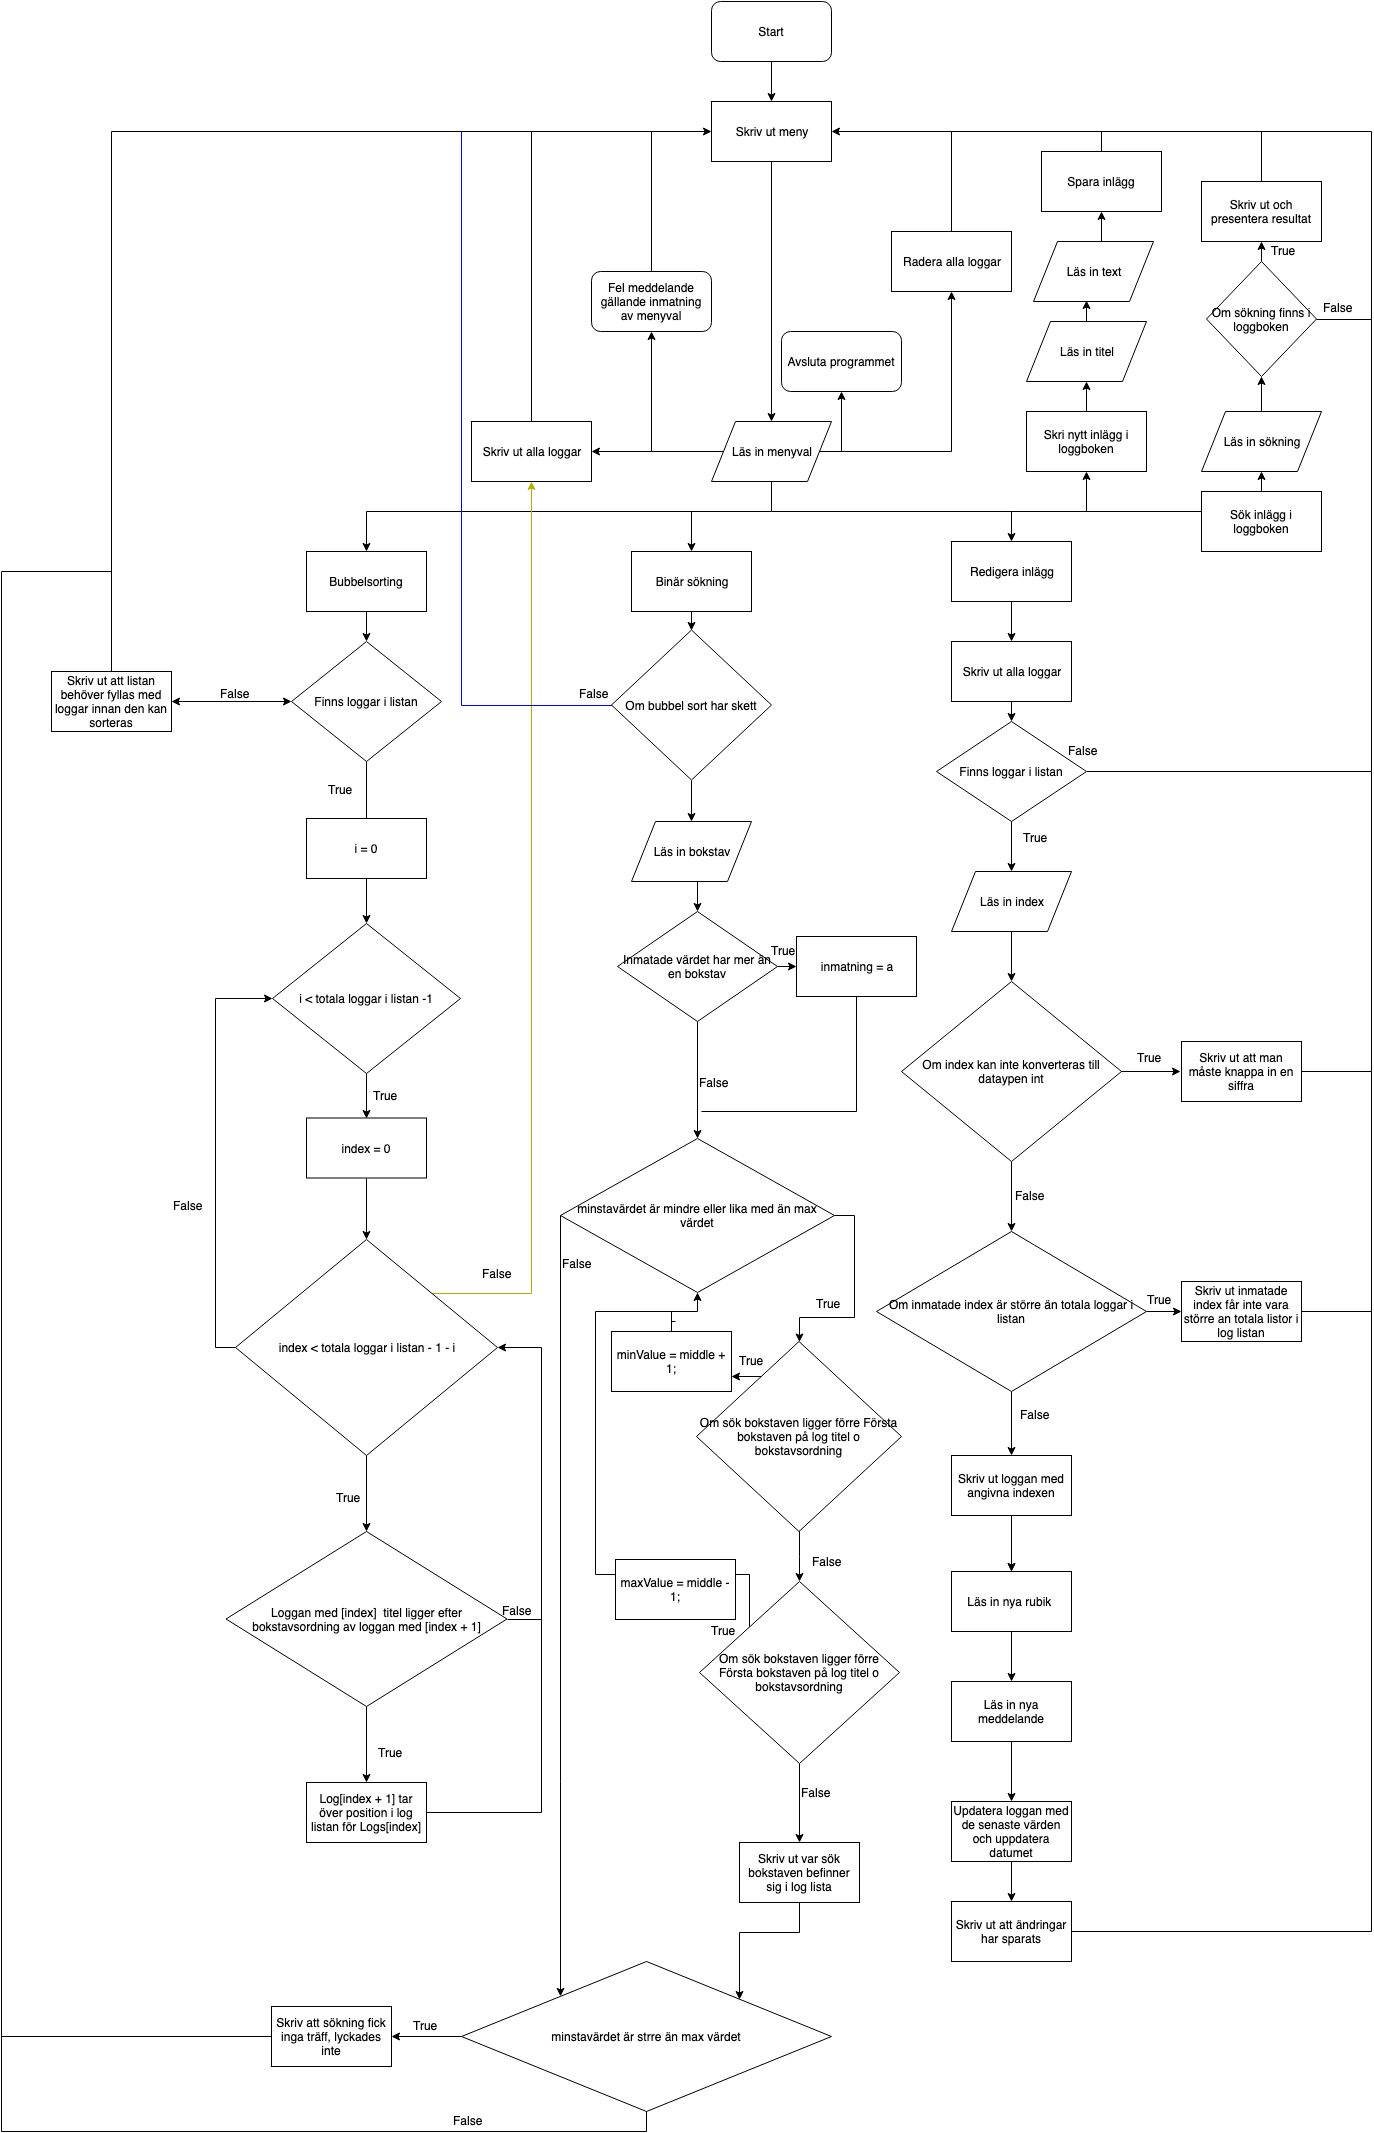 Start
Skriv ut meny
Spara inlägg
Skriv ut och
presentera resultat
True
Radera alla loggar
Läs in text
Fel meddelande
gällande inmatning
av menyval
Om sökning finns i
loggboken
False
Läs in titel
Avsluta programmet
Skriv ut alla loggar
Läs in menyval
Skri nytt inlägg i
loggboken
Läs in sökning
Sök inlägg i
loggboken
Bubbelsorting
Binär sökning
Redigera inlägg
Skriv ut alla loggar
Skriv ut att listan
behöver fyllas med
loggar innan den kan
sorteras
False
Finns loggar i listan
False
Om bubbel sort har skett
False
Finns loggar i listan
True
True
i = 0
Läs in bokstav
Läs in index
i < totala loggar i listan -1
Inmatade värdet har mer än
en bokstav
True
inmatning = a
Om index kan inte konverteras till
dataypen int
True
Skriv ut att man
måste knappa in en
siffra
True
False
index = 0
False
False
minstavärdet är mindre eller lika med än max
värdet
False
False
True
Om inmatade index är större än totala loggar i
listan
True
Skriv ut inmatade
index får inte vara
större an totala listor i
log listan
index < totala loggar i listan - 1 - i
minValue = middle +
1;
True
Om sök bokstaven ligger förre Första
bokstaven på log titel o
bokstavsordning
False
True
Skriv ut loggan med
angivna indexen
False
maxValue = middle -
1;
True
Loggan med [index]  titel ligger efter
bokstavsordning av loggan med [index + 1]
False
Läs in nya rubik
Om sök bokstaven ligger förre
Första bokstaven på log titel o
bokstavsordning
Läs in nya
meddelande
True
False
Log[index + 1] tar
över position i log
listan för Logs[index]
Updatera loggan med
de senaste värden
och uppdatera
datumet
Skriv ut var sök
bokstaven befinner
sig i log lista
Skriv ut att ändringar
har sparats
Skriv att sökning fick
inga träff, lyckades
inte
True
minstavärdet är strre än max värdet
False